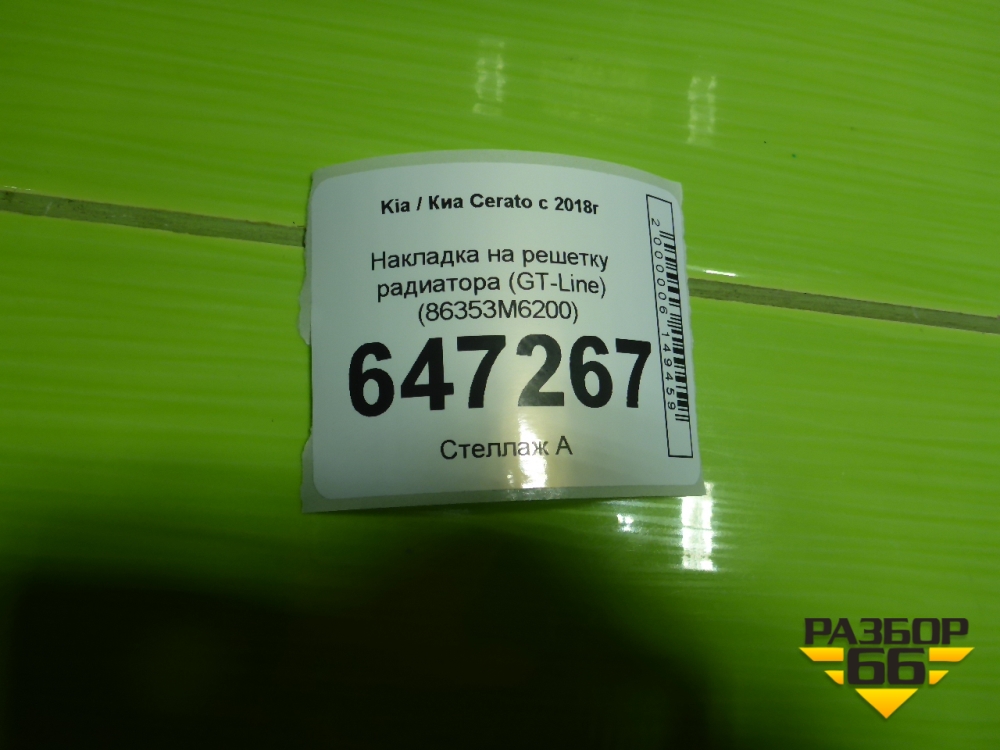 Kia / Киа Cerato с 2018г
Накладка на решетку
радиатора (GT-Line)
(86353M6200)
647267
Стеллаж А
2000006149459
РАЗБОР
66